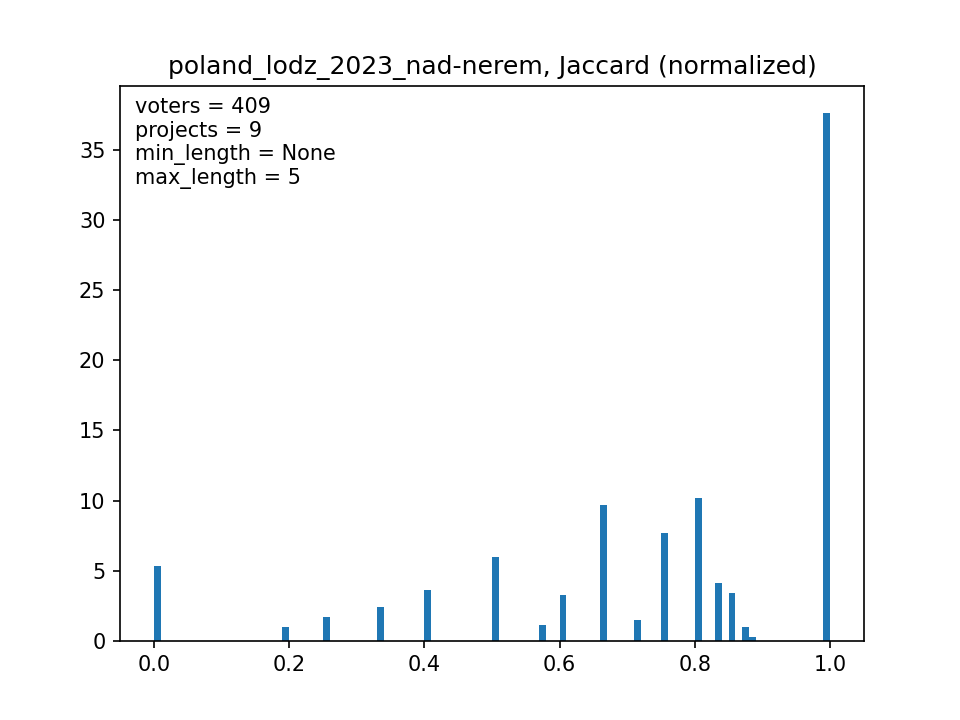 poland_lodz_2023_nad-nerem, Jaccard (normalized)
voters = 409
projects = 9
min_length = None
max_length = 5
35
30
25
20
15
10
5
0
0.0 0.2 0.4 0.6 0.8 1.0